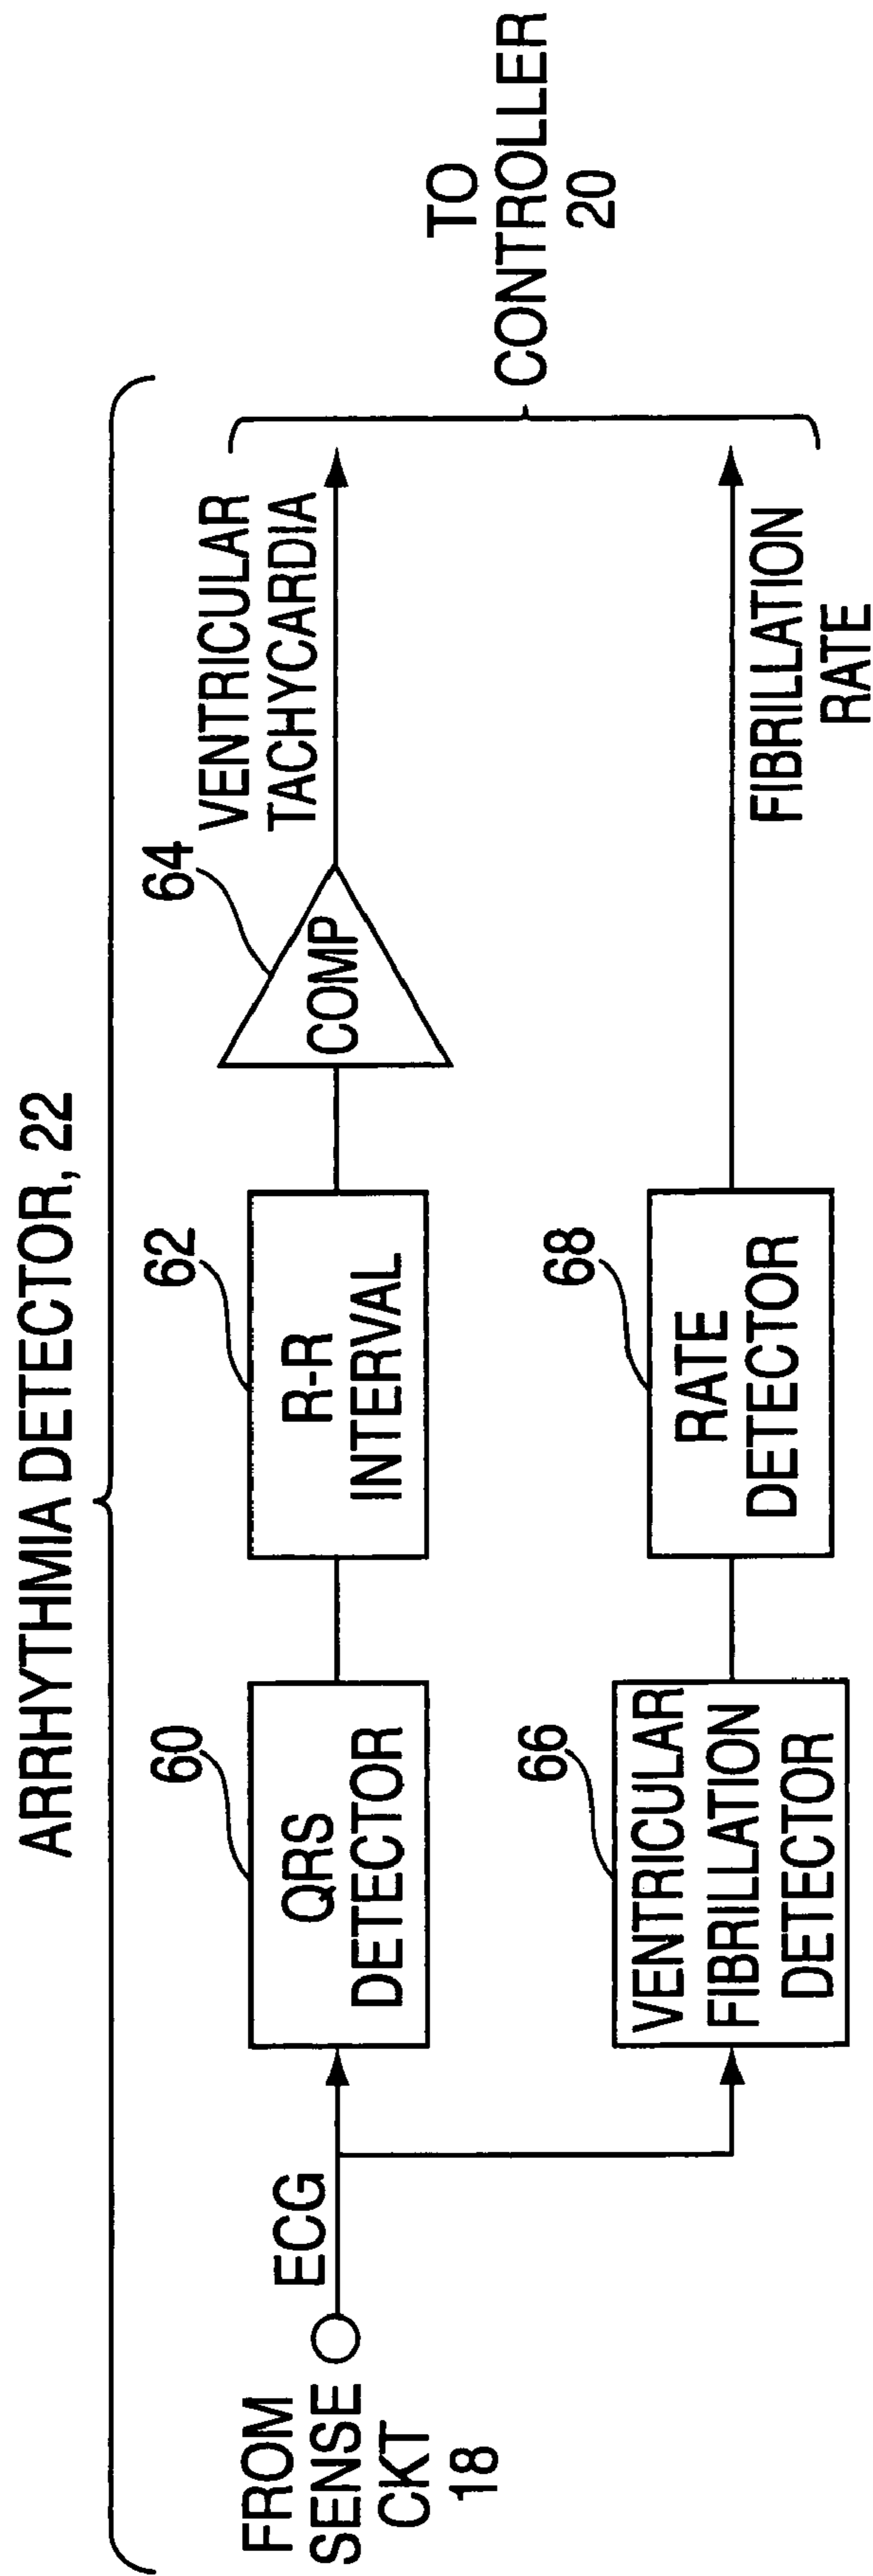 ARRHYTHMIA DETECTOR, 22
FROM
SENSE
CKT
18
ECG
60
QRS
DETECTOR
62
R-R
INTERVAL
64
COMP
VENTRICULAR
TACHYCARDIA
66
VENTRICULAR
FIBRILLATION
DETECTOR
68
RATE
DETECTOR
FIBRILLATION
RATE
TO
CONTROLLER
20